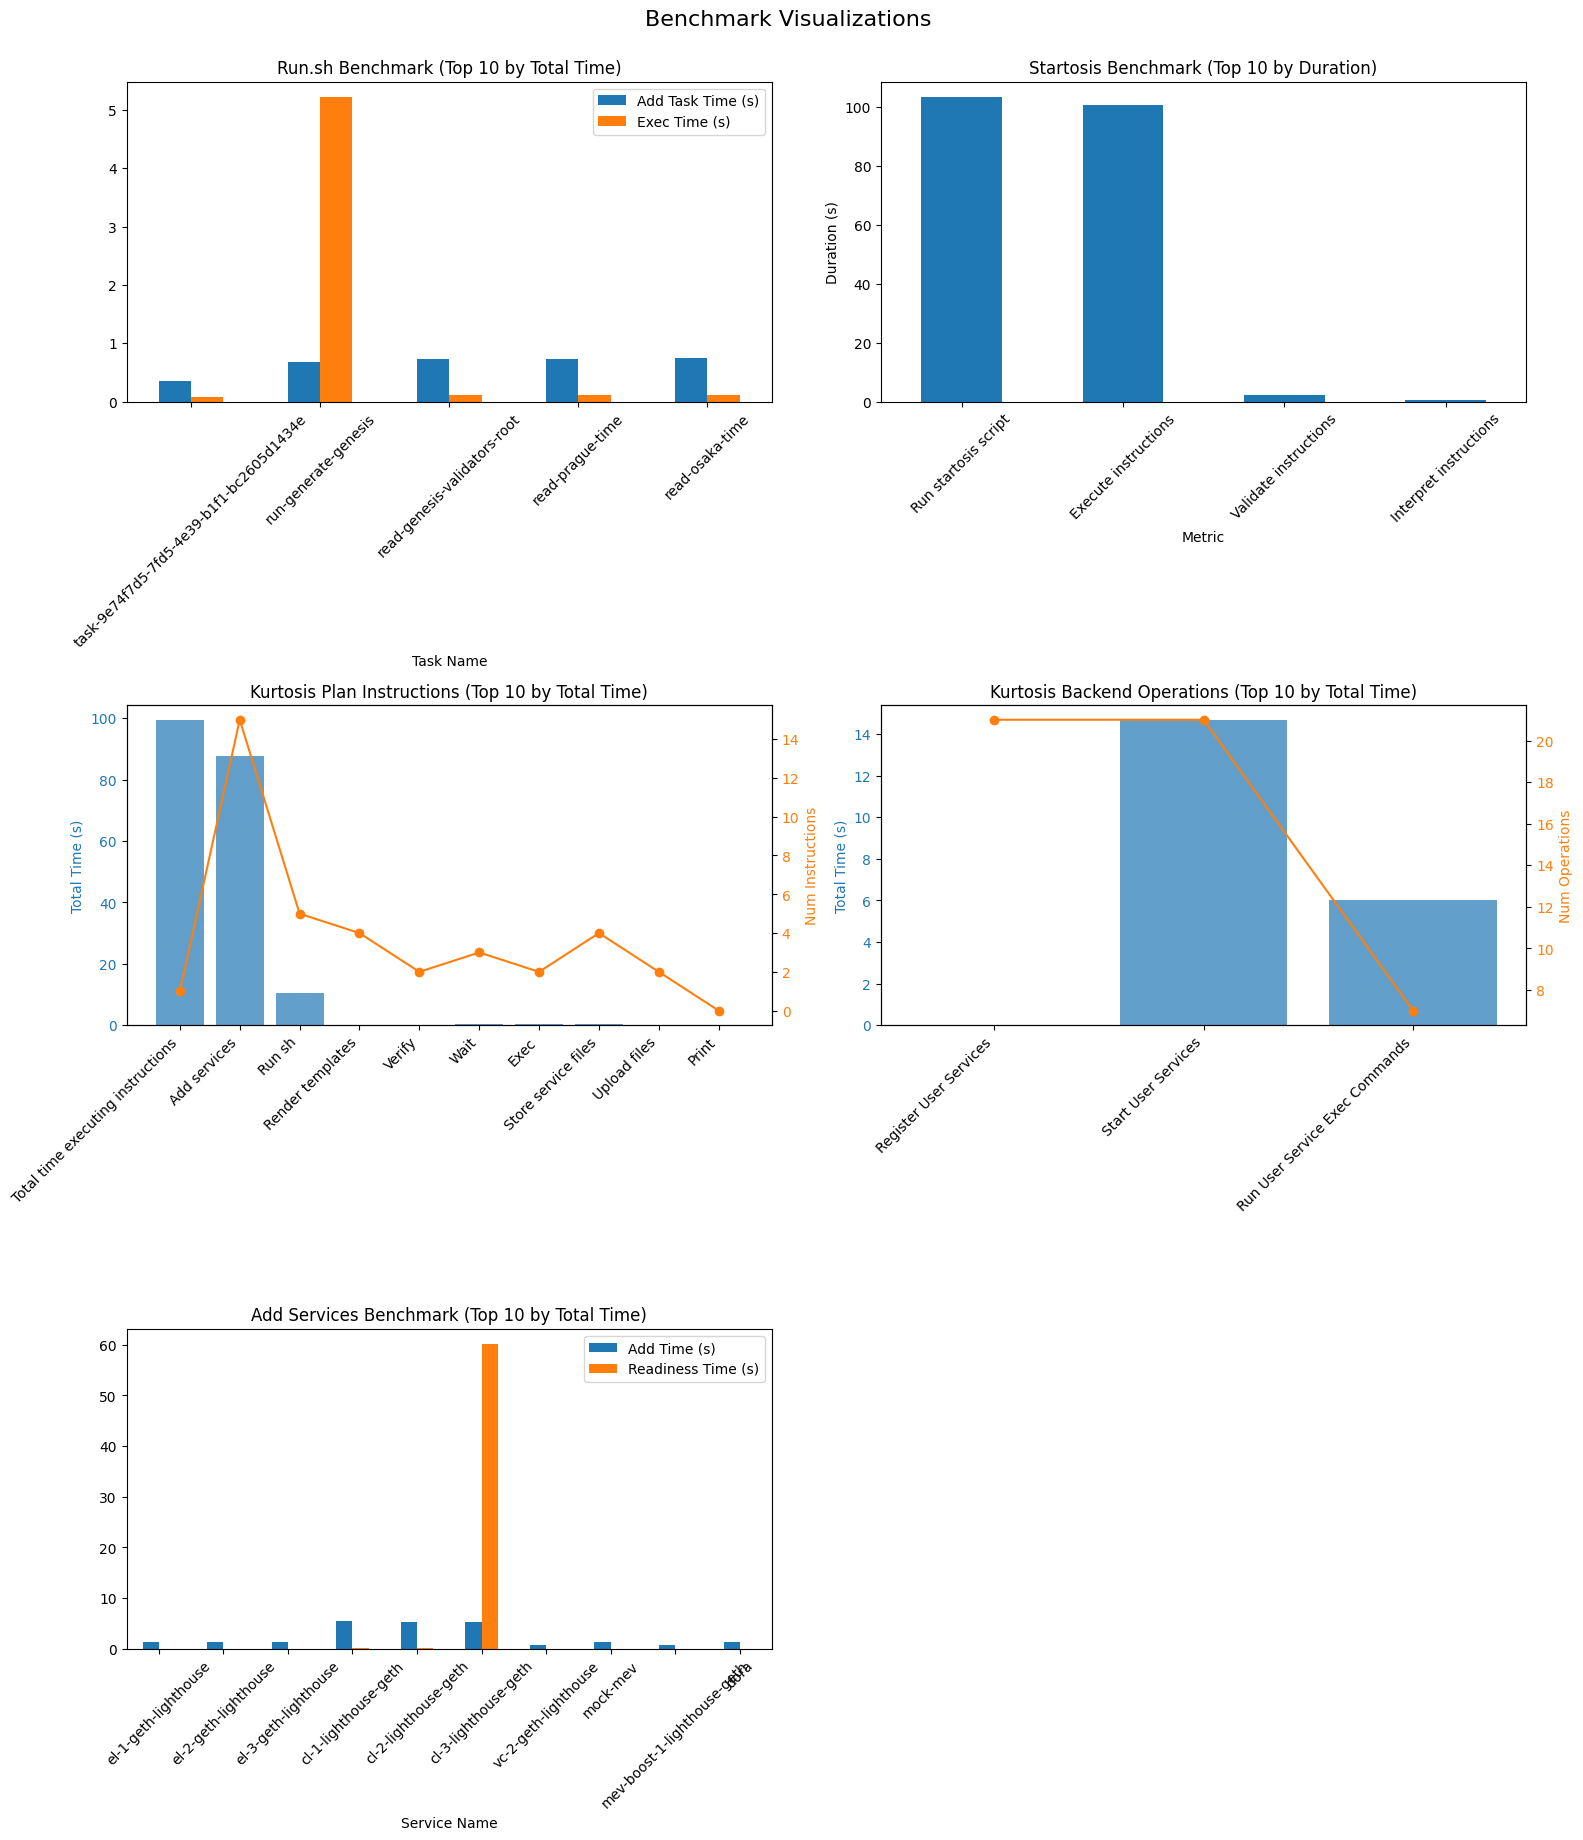 Benchmark Visualizations
Run.sh Benchmark (Top 10 by Total Time)
5
4
3
2
1
0
Add Task Time (s)
Exec Time (s)
task-9e74f7d5-7fd5-4e39-b1f1-bc2605d1434e
run-generate-genesis
read-genesis-validators-root
read-prague-time
read-osaka-time
Task Name
Startosis Benchmark (Top 10 by Duration)
Duration (s)
100
80
60
40
20
0
Run startosis script
Execute instructions
Validate instructions
Interpret instructions
Metric
Kurtosis Plan Instructions (Top 10 by Total Time)
Total Time (s)
100
80
60
40
20
0
14
12
10
8
6
4
2
0
Num Instructions
Total time executing instructions
Add services
Run sh
Render templates
Verify
Wait
Exec
Store service files
Upload files
Print
Kurtosis Backend Operations (Top 10 by Total Time)
Total Time (s)
14
12
10
8
6
4
2
0
20
18
16
14
12
10
8
Num Operations
Register User Services
Start User Services
Run User Service Exec Commands
Add Services Benchmark (Top 10 by Total Time)
60
50
40
30
20
10
0
Add Time (s)
Readiness Time (s)
el-1-geth-lighthouse
el-2-geth-lighthouse
el-3-geth-lighthouse
cl-1-lighthouse-geth
cl-2-lighthouse-geth
cl-3-lighthouse-geth
vc-2-geth-lighthouse
mock-mev
mev-boost-1-lighthouse-geth
dora
Service Name